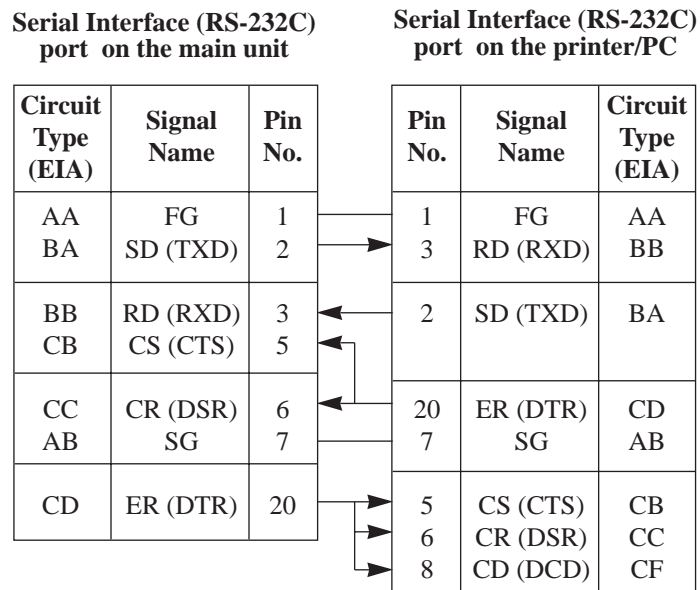 Serial Interface (RS-232C)
port on the main unit
Serial Interface (RS-232C)
port on the printer/PC
Circuit Type (EIA) Signal Name Pin No.
AA FG 1
BA SD (TXD) 2
BB RD (RXD) 3
CB CS (CTS) 5
CC CR (DSR) 6
AB SG 7
CD ER (DTR) 20
Pin No. Signal Name Circuit Type (EIA)
1 FG AA
3 RD (RXD) BB
2 SD (TXD) BA
20 ER (DTR) CD
7 SG AB
5 CS (CTS) CB
6 CR (DSR) CC
8 CD (DCD) CF